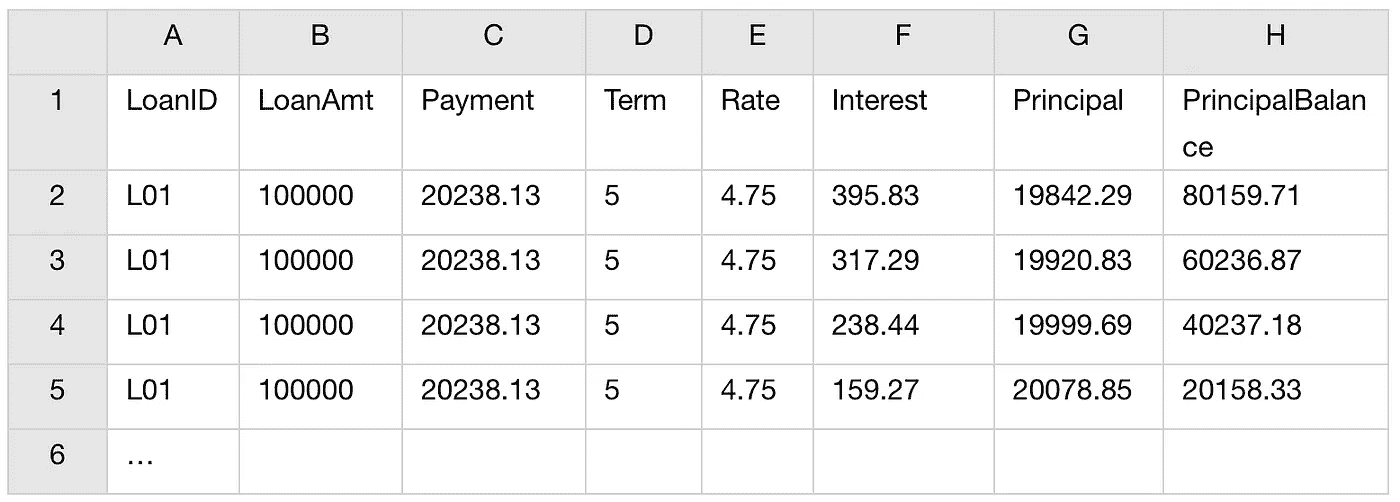 A B C D E F G H
1 LoanID LoanAmt Payment Term Rate Interest Principal PrincipalBalan
ce
2 L01 100000 20238.13 5 4.75 395.83 19842.29 80159.71
3 L01 100000 20238.13 5 4.75 317.29 19920.83 60236.87
4 L01 100000 20238.13 5 4.75 238.44 19999.69 40237.18
5 L01 100000 20238.13 5 4.75 159.27 20078.85 20158.33
6 …